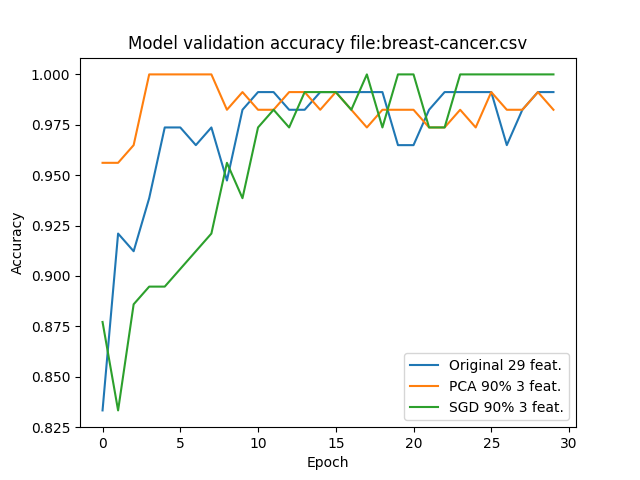 Model validation accuracy file:breast-cancer.csv
1.000
0.975
0.950
0.925
0.900
0.875
0.850
0.825
Accuracy
0 5 10 15 20 25 30
Epoch
Original 29 feat.
PCA 90% 3 feat.
SGD 90% 3 feat.